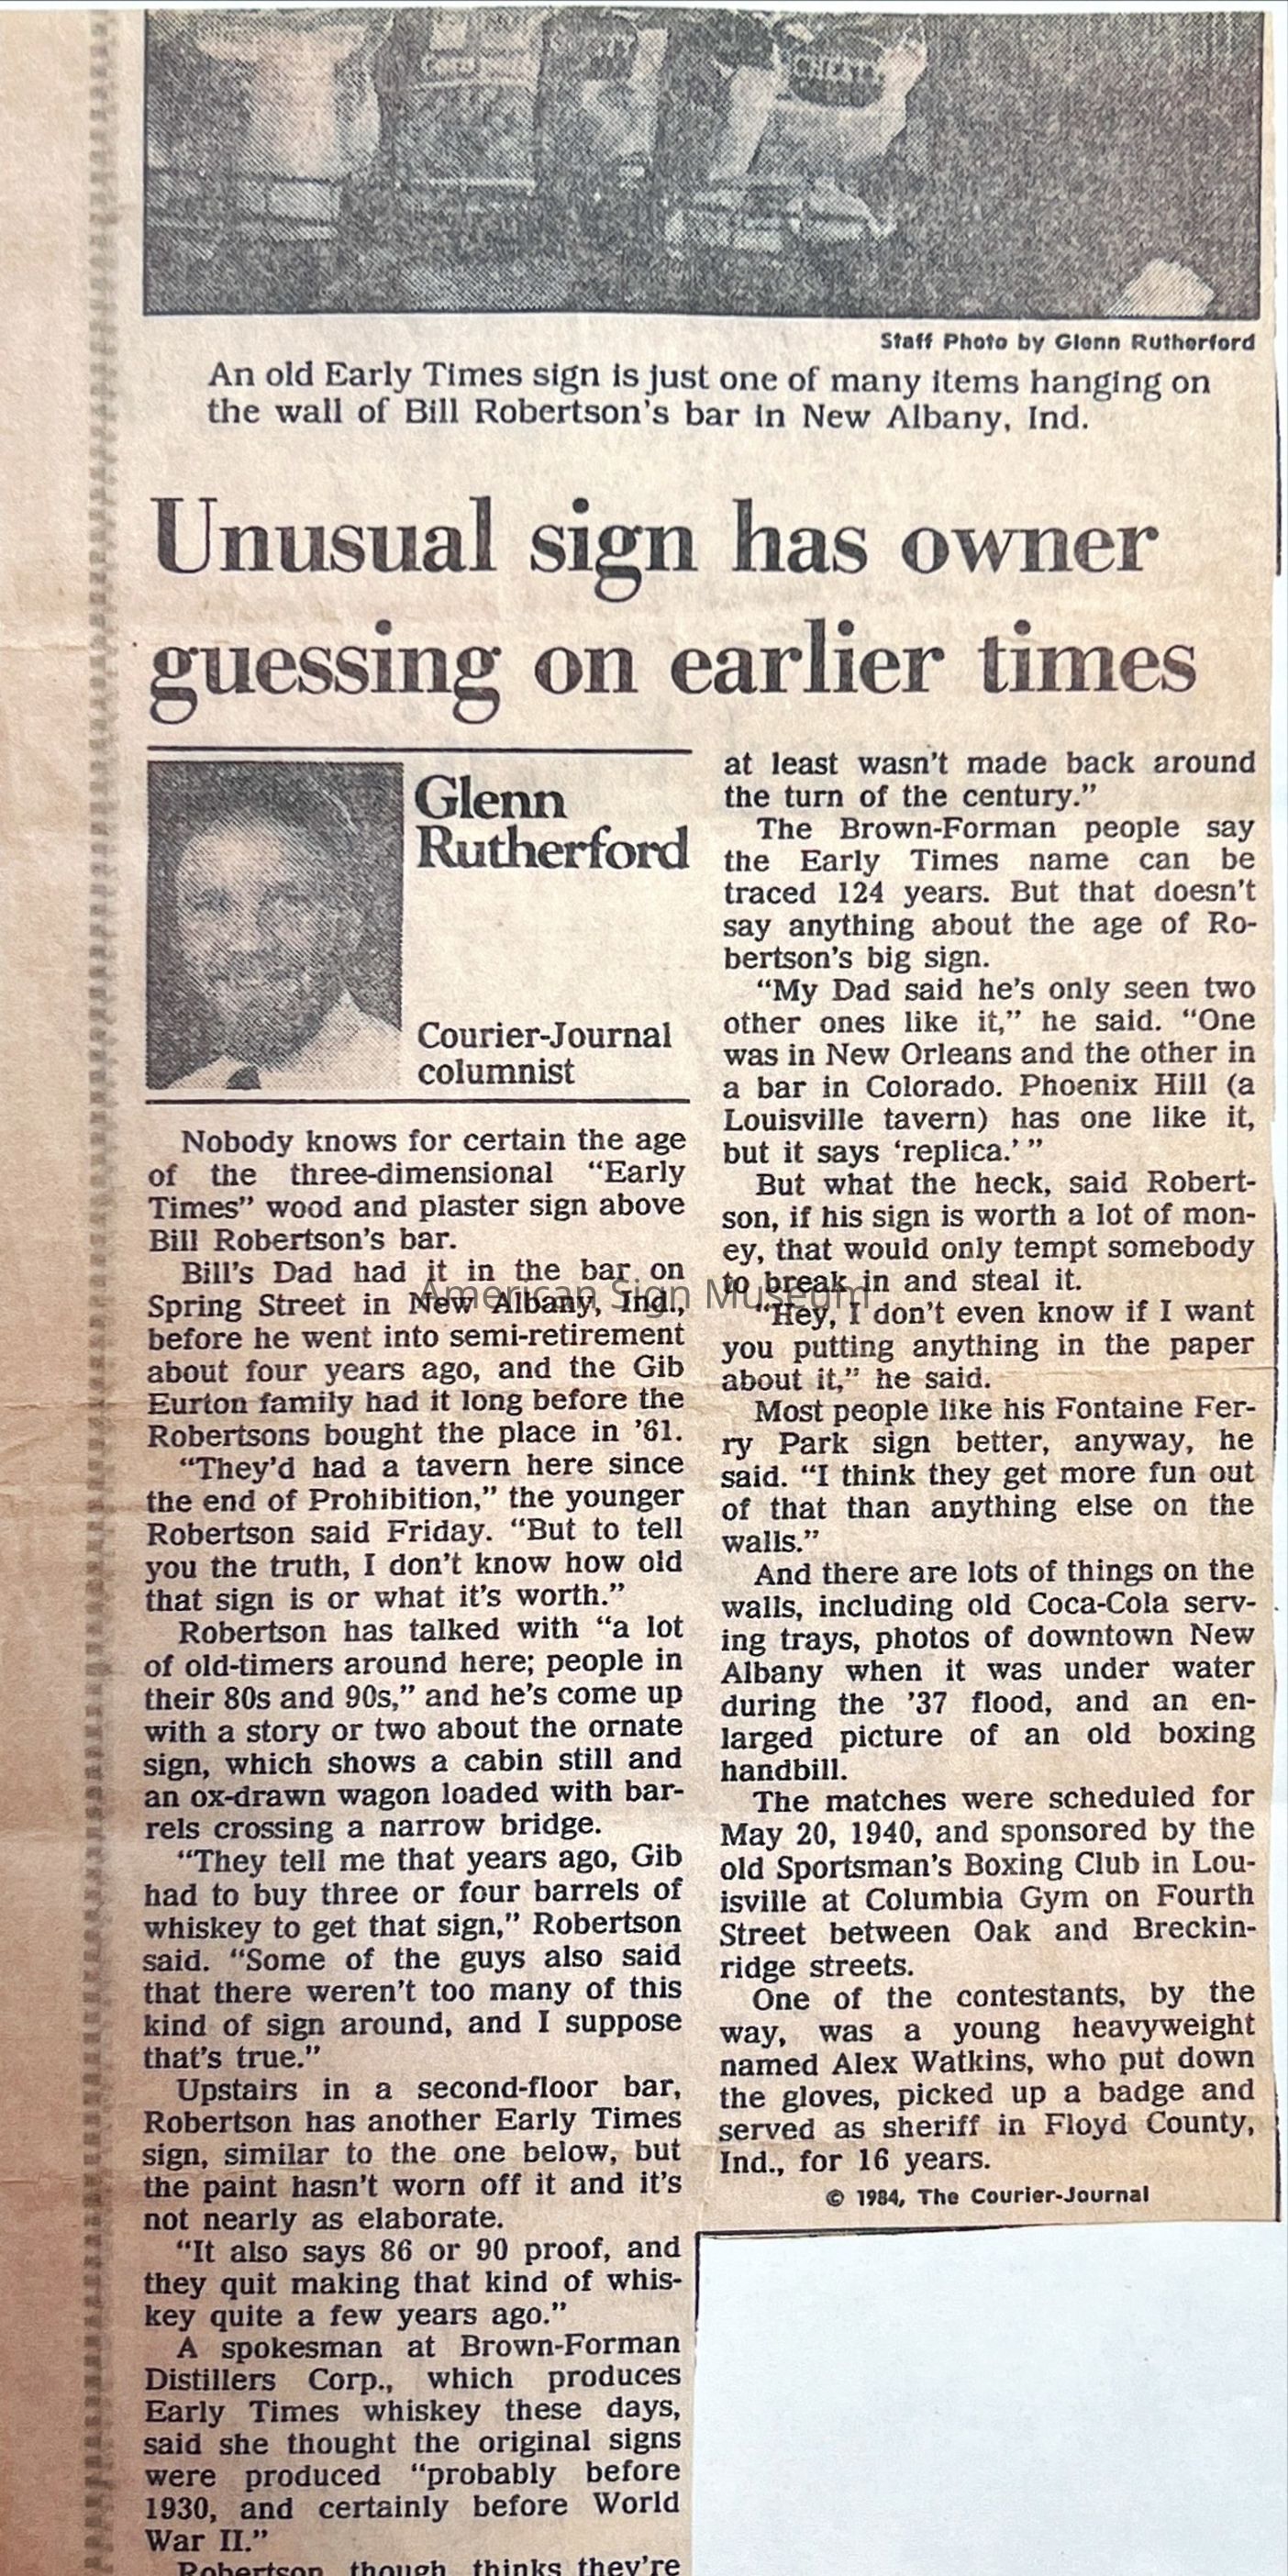 Staff Photo by Glenn Rutherford
An old Early Times sign is just one of many items hanging on
the wall of Bill Robertson's bar in New Albany, Ind.
Unusual sign has owner
guessing on earlier times
Glenn
Rutherford
Courier-Journal
columnist
Nobody knows for certain the age
of the three-dimensional “Early
Times” wood and plaster sign above
Bill Robertson's bar.
Bill's Dad had it in the bar on
Spring Street in New Albany, Ind.,
before he went into semi-retirement
about four years ago, and the Gib
Eurton family had it long before the
Robertsons bought the place in '61.
“They'd had a tavern here since
the end of Prohibition,” the younger
Robertson said Friday. “But to tell
you the truth, I don't know how old
that sign is or what it's worth.”
Robertson has talked with “a lot
of old-timers around here; people in
their 80s and 90s,” and he's come up
with a story or two about the ornate
sign, which shows a cabin still and
an ox-drawn wagon loaded with bar-
rels crossing a narrow bridge.
“They tell me that years ago, Gib
had to buy three or four barrels of
whiskey to get that sign,” Robertson
said. “Some of the guys also said
that there weren't too many of this
kind of sign around, and I suppose
that's true.”
Upstairs in a second-floor bar,
Robertson has another Early Times
sign, similar to the one below, but
the paint hasn't worn off it and it's
not nearly as elaborate.
“It also says 86 or 90 proof, and
they quit making that kind of whis-
key quite a few years ago.”
A spokesman at Brown-Forman
Distillers Corp., which produces
Early Times whiskey these days,
said she thought the original signs
were produced “probably before
1930, and certainly before World
War II.”
Robertson, though, thinks they're
at least wasn't made back around
the turn of the century.”
The Brown-Forman people say
the Early Times name can be
traced 124 years. But that doesn't
say anything about the age of Ro-
bertson's big sign.
“My Dad said he's only seen two
other ones like it,” he said. “One
was in New Orleans and the other in
a bar in Colorado. Phoenix Hill (a
Louisville tavern) has one like it,
but it says ‘replica.’ ”
But what the heck, said Robert-
son, if his sign is worth a lot of mon-
ey, that would only tempt somebody
to break in and steal it.
“Hey, I don't even know if I want
you putting anything in the paper
about it,” he said.
Most people like his Fontaine Fer-
ry Park sign better, anyway, he
said. “I think they get more fun out
of that than anything else on the
walls.”
And there are lots of things on the
walls, including old Coca-Cola serv-
ing trays, photos of downtown New
Albany when it was under water
during the '37 flood, and an en-
larged picture of an old boxing
handbill.
The matches were scheduled for
May 20, 1940, and sponsored by the
old Sportsman's Boxing Club in Lou-
isville at Columbia Gym on Fourth
Street between Oak and Breckin-
ridge streets.
One of the contestants, by the
way, was a young heavyweight
named Alex Watkins, who put down
the gloves, picked up a badge and
served as sheriff in Floyd County,
Ind., for 16 years.
© 1984, The Courier-Journal
American Sign Museum